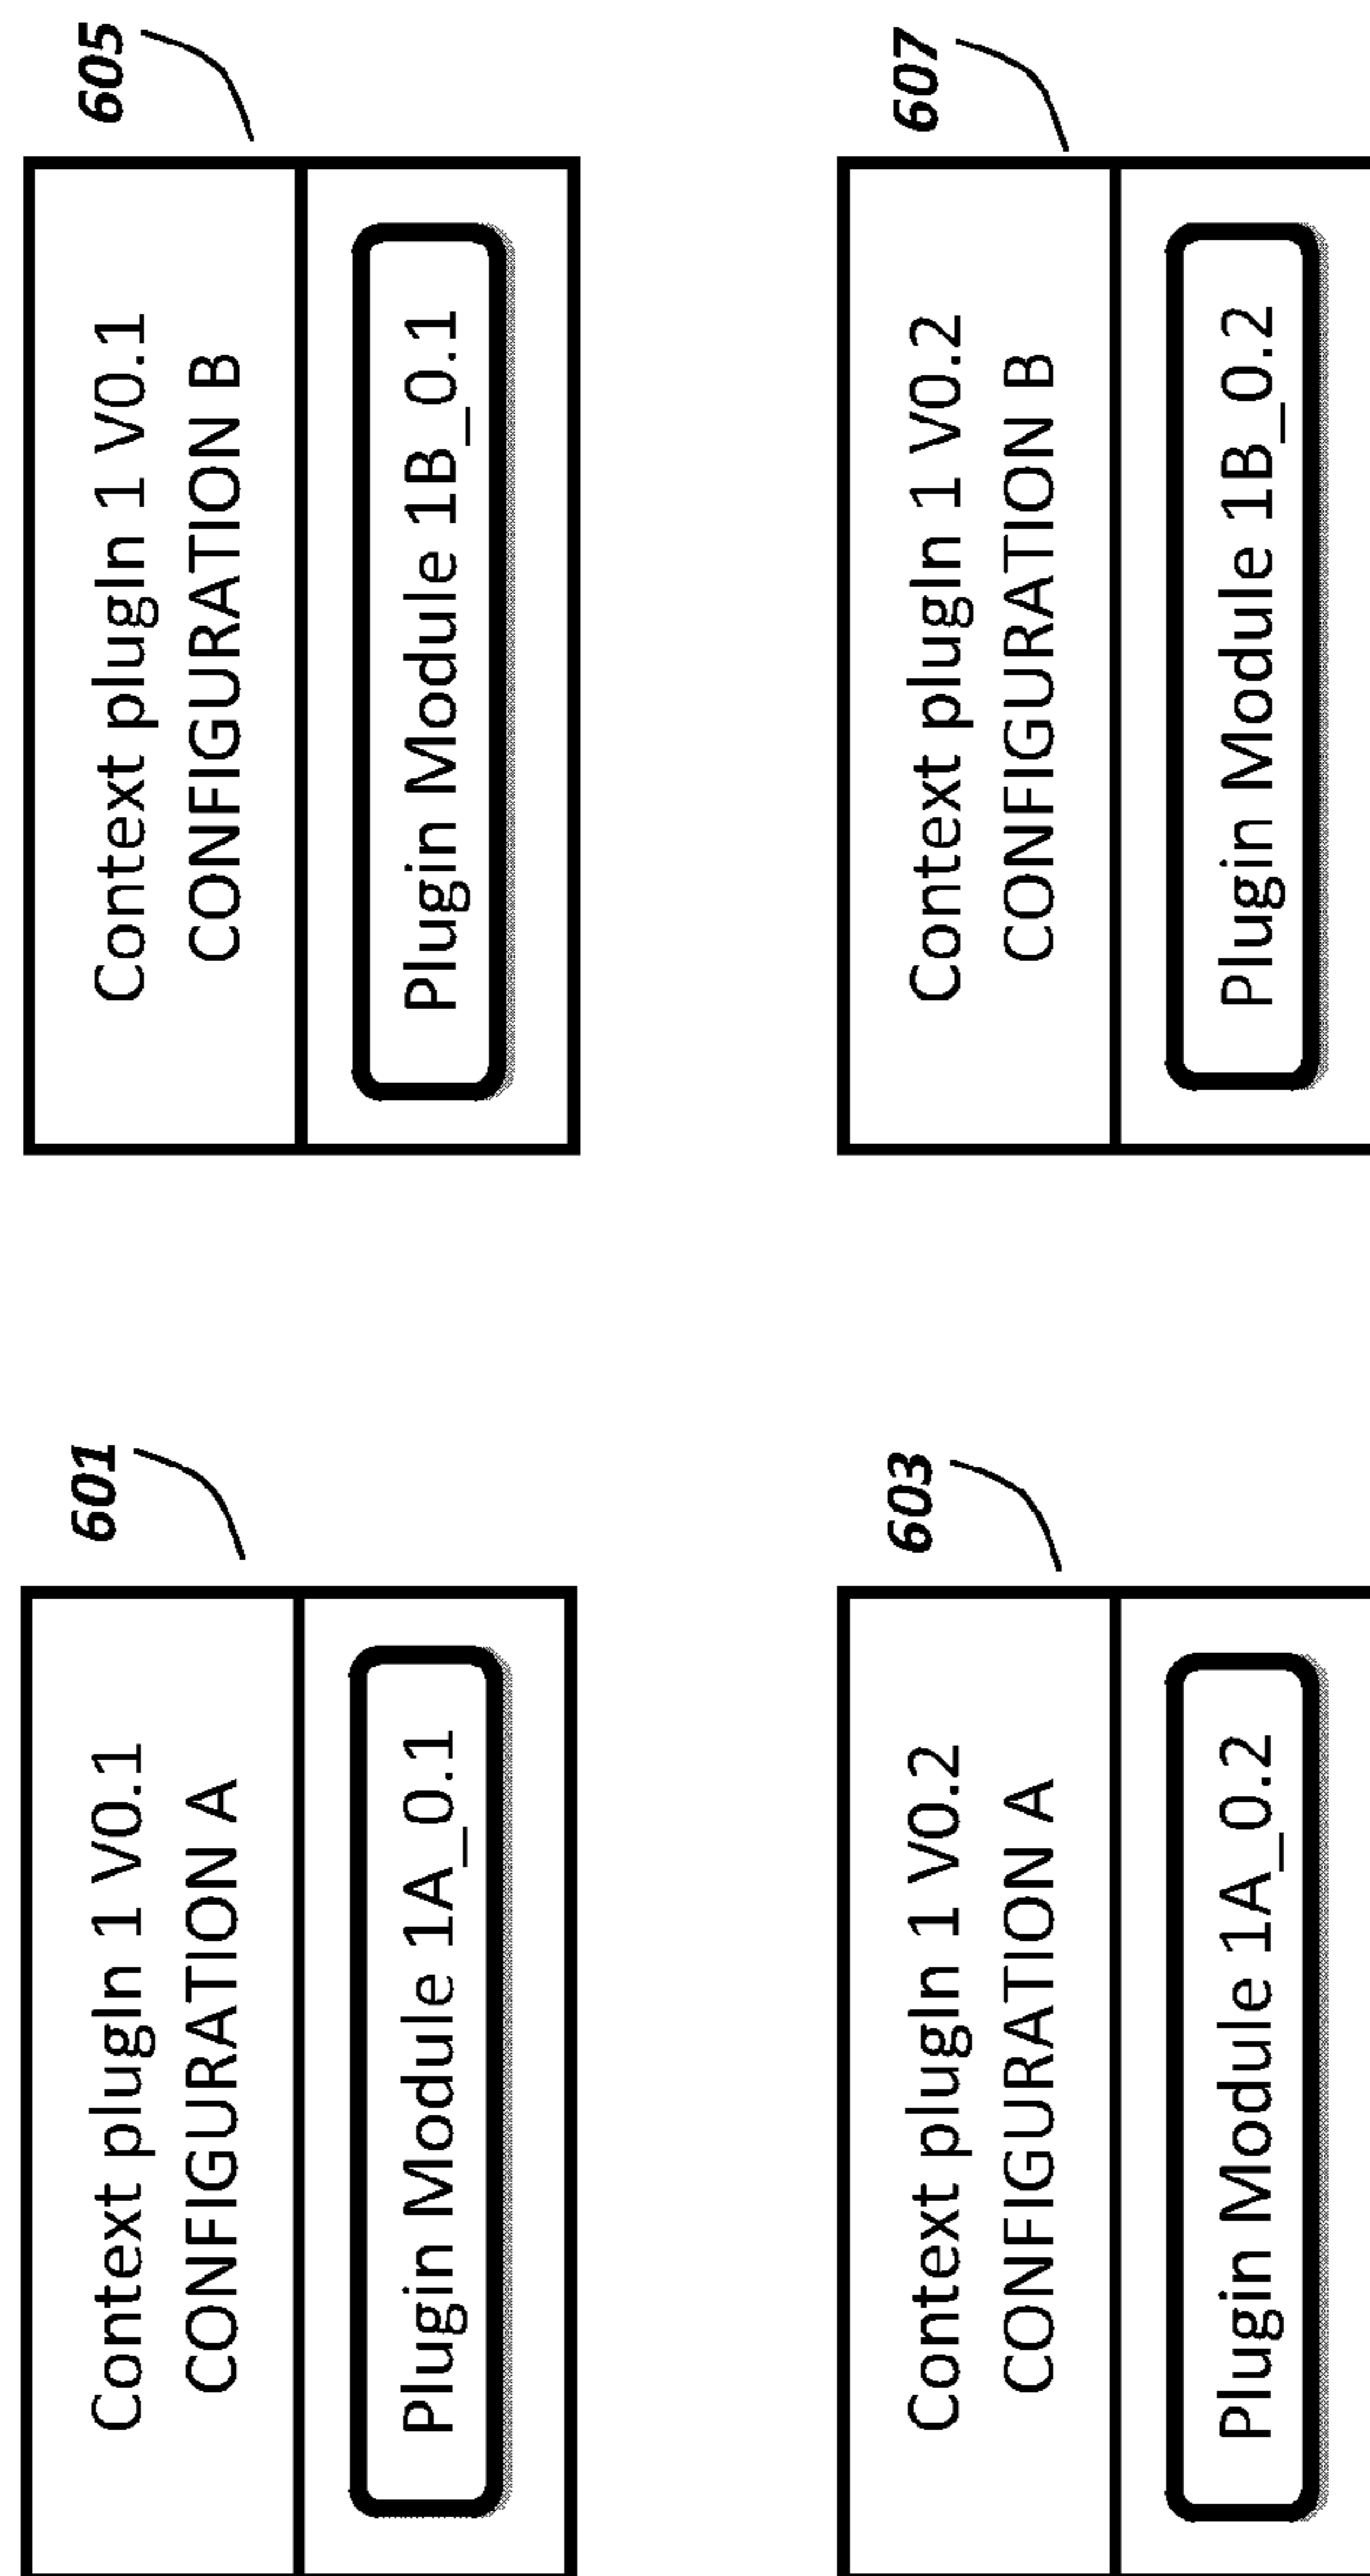 601
Context plugIn 1 V0.1
CONFIGURATION A
Plugin Module 1A_0.1
605
Context plugIn 1 V0.1
CONFIGURATION B
Plugin Module 1B_0.1
603
Context plugIn 1 V0.2
CONFIGURATION A
Plugin Module 1A_0.2
607
Context plugIn 1 V0.2
CONFIGURATION B
Plugin Module 1B_0.2